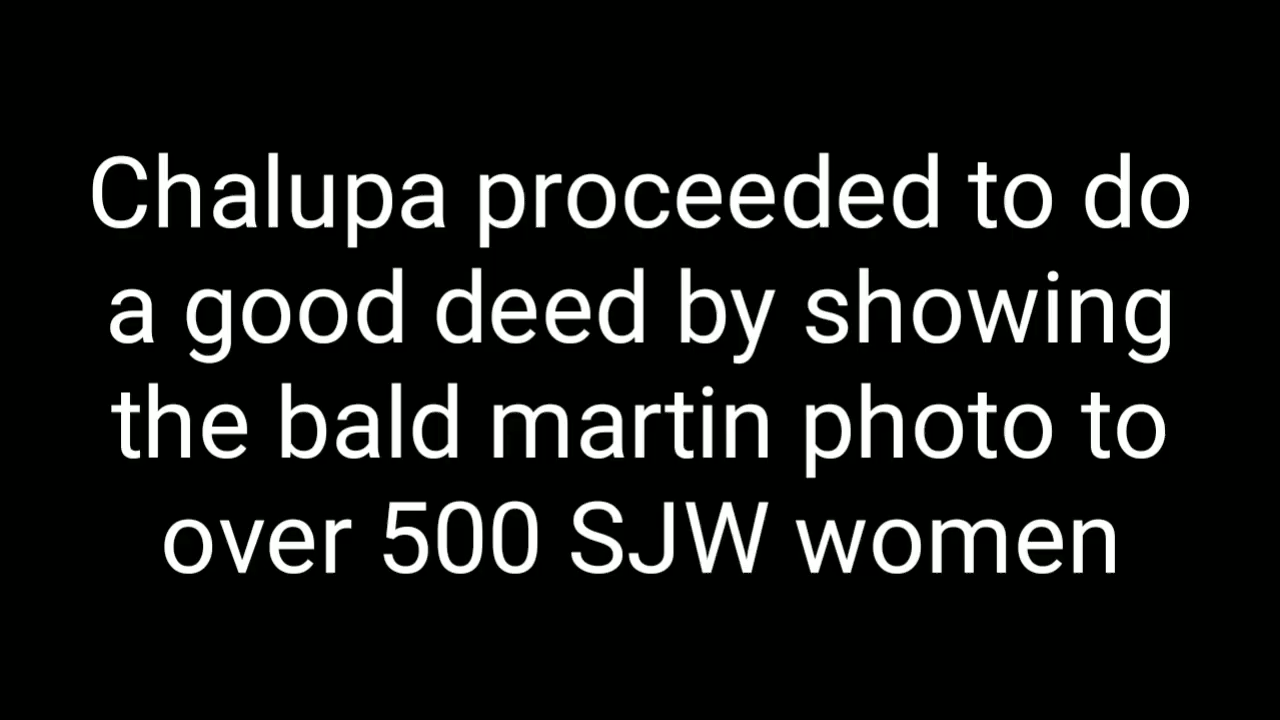 Chalupa proceeded to do
a good deed by showing
the bald martin photo to
over 500 SJW women